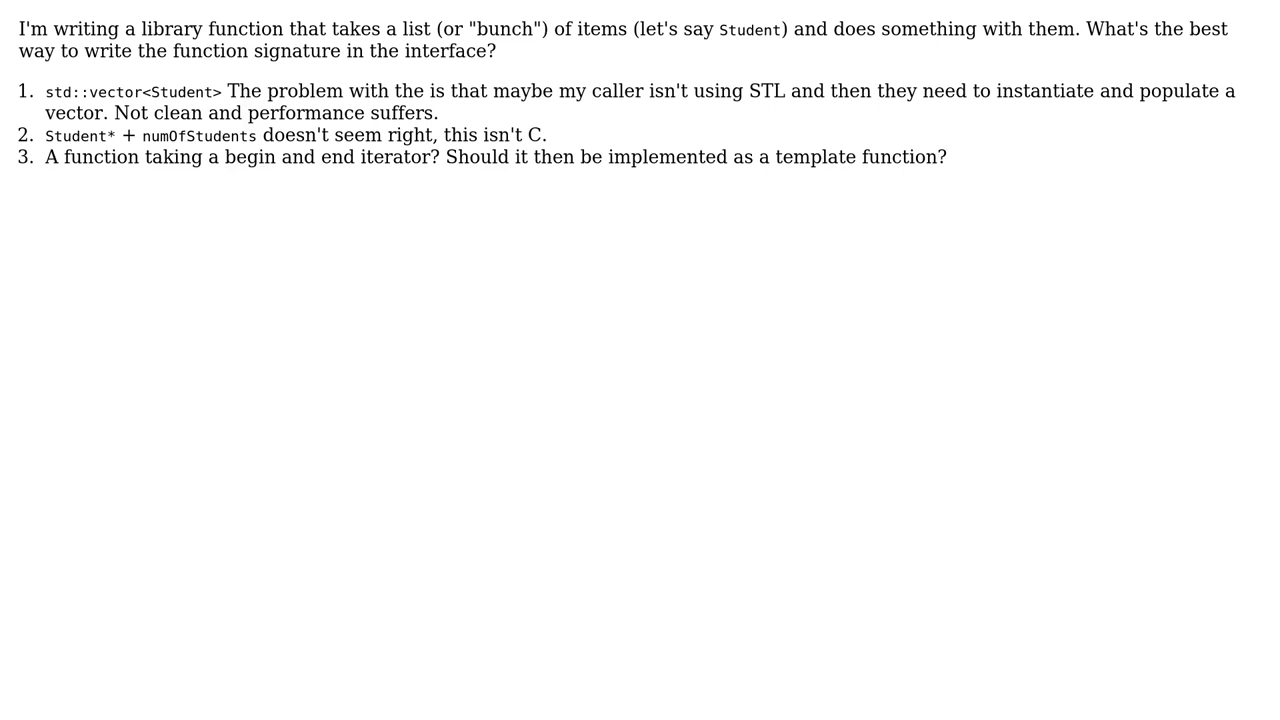 I'm writing a library function that takes a list (or "bunch") of items (let's say Student) and does something with them. What's the best
way to write the function signature in the interface?
1. std::vector<Student> The problem with the is that maybe my caller isn't using STL and then they need to instantiate and populate a
vector. Not clean and performance suffers.
2. Student* + numOfStudents doesn't seem right, this isn't C.
3. A function taking a begin and end iterator? Should it then be implemented as a template function?